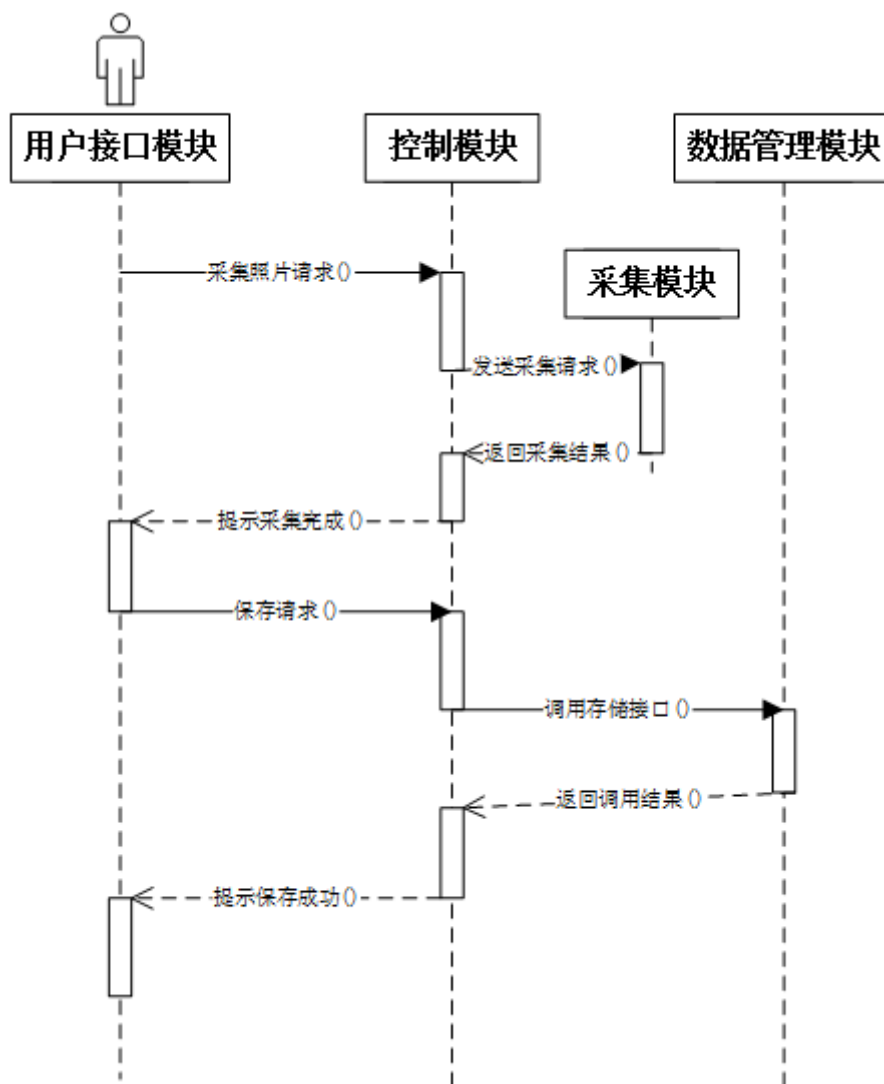 用户接口模块
控制模块
数据管理模块
采集模块
采集照片请求()
发送采集请求()
返回采集结果()
提示采集完成()
保存请求()
调用存储接口()
返回调用结果()
提示保存成功()